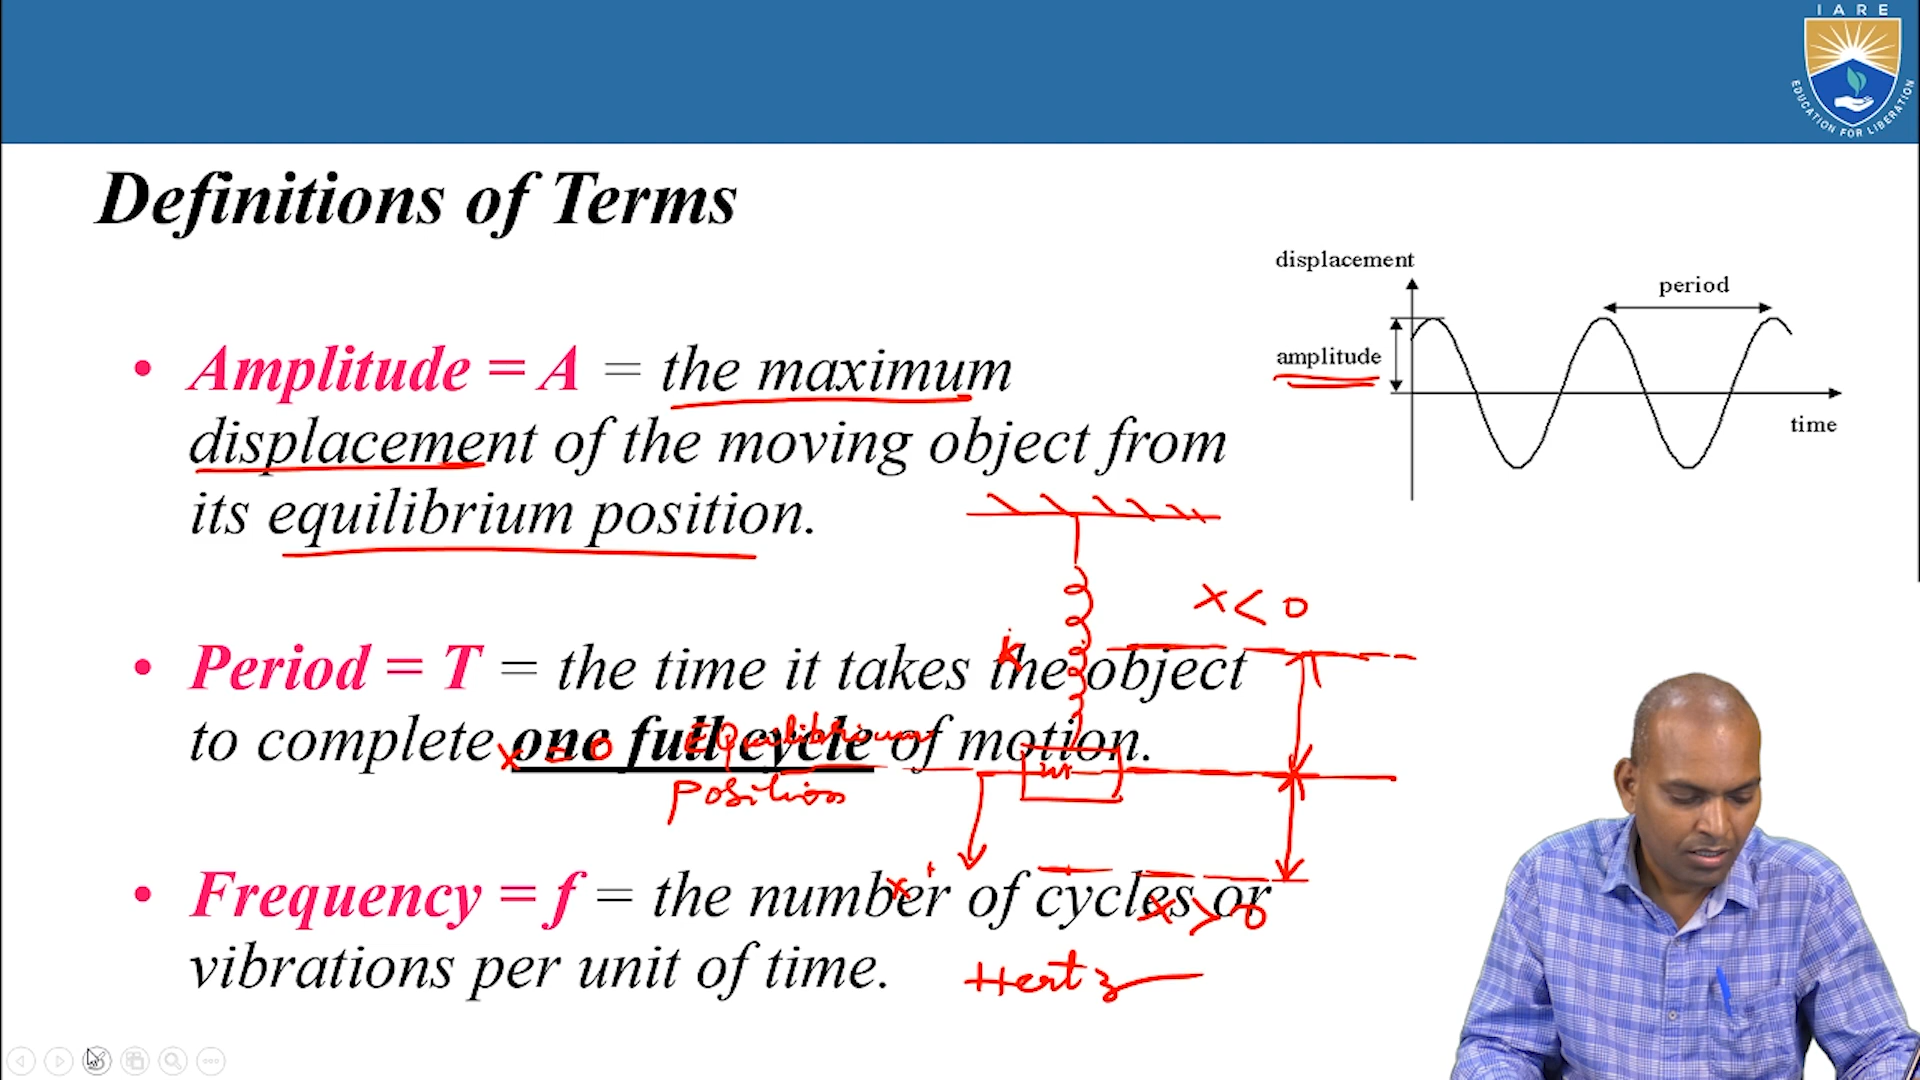 IARE
EDUCATION FOR LIBERATION
Definitions of Terms
displacement
period
amplitude
time
• Amplitude = A = the maximum
displacement of the moving object from
its equilibrium position.
x < 0
k
• Period = T = the time it takes the object
to complete one full cycle of motion.
x = 0
Equilibrium
Position
m
• Frequency = f = the number of cycles or
vibrations per unit of time.
x
x > 0
Hertz